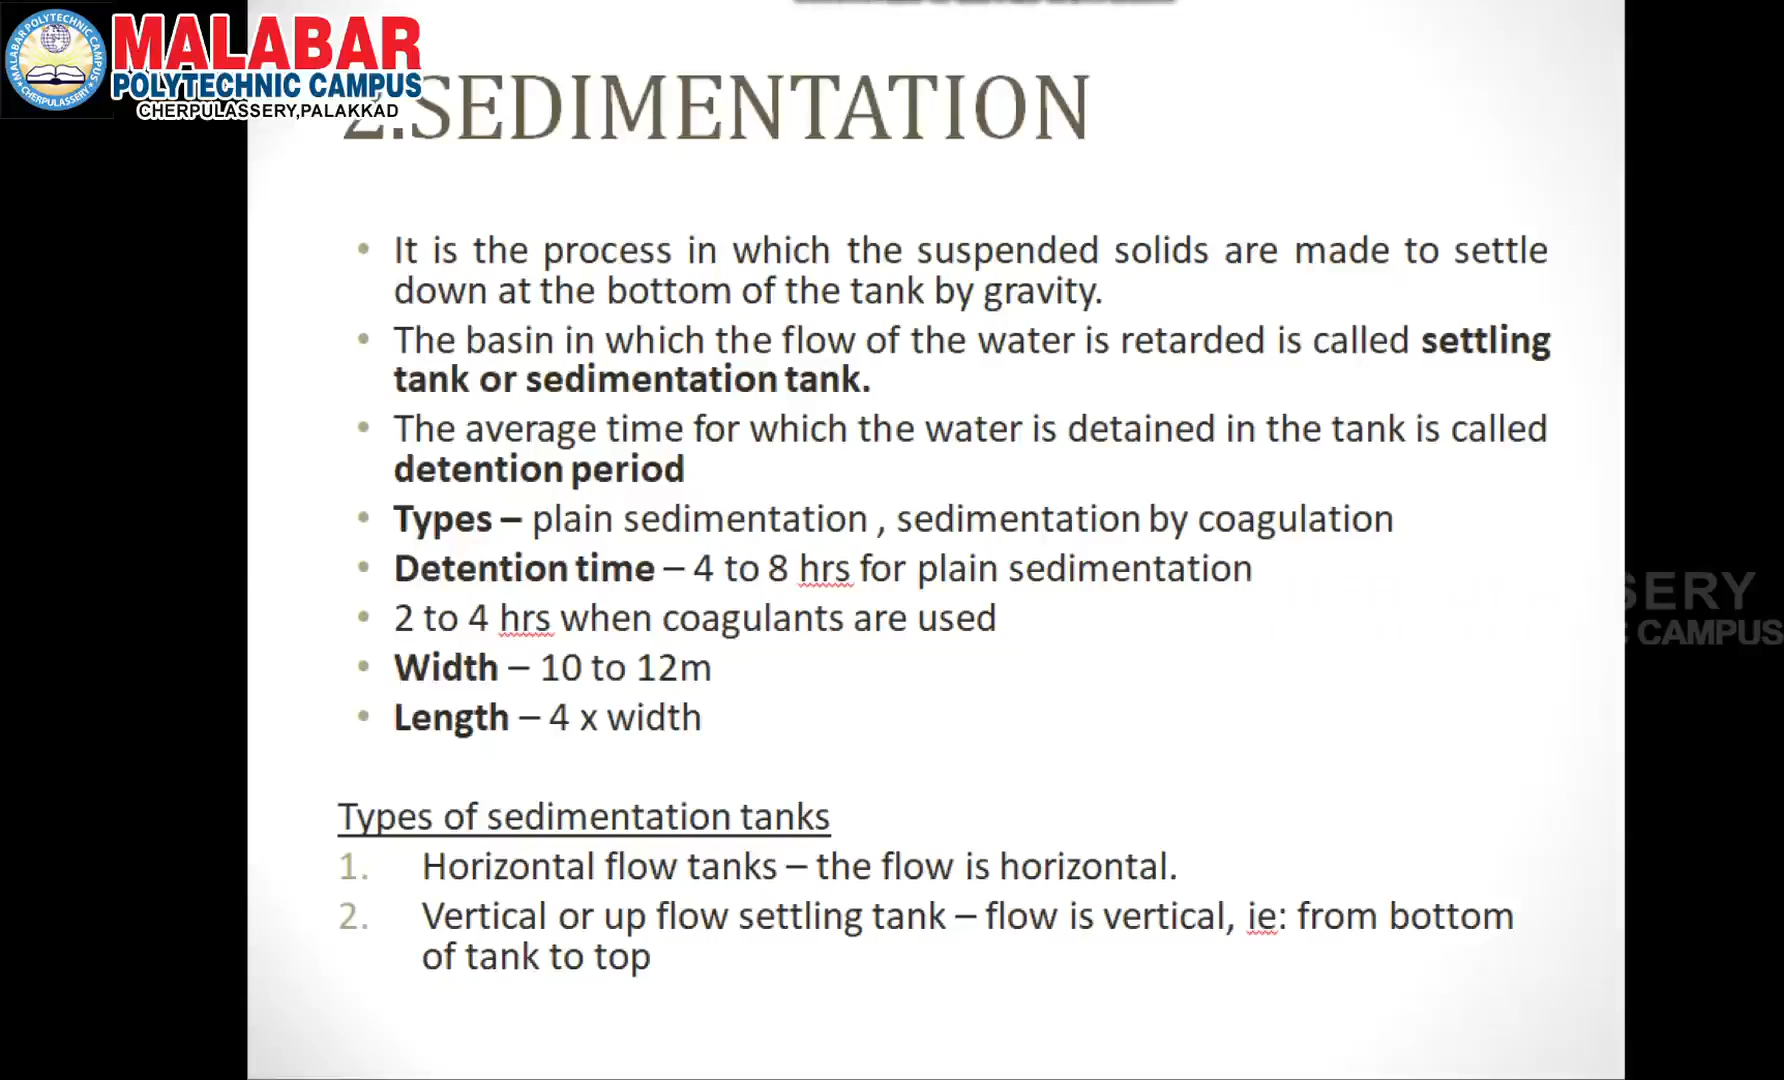 MALABAR
POLYTECHNIC CAMPUS
CHERPULASSERY,PALAKKAD
MALABAR POLYTECHNIC CAMPUS
CHERPULASSERY
2.SEDIMENTATION
• It is the process in which the suspended solids are made to settle
down at the bottom of the tank by gravity.
• The basin in which the flow of the water is retarded is called settling
tank or sedimentation tank.
• The average time for which the water is detained in the tank is called
detention period
• Types – plain sedimentation , sedimentation by coagulation
• Detention time – 4 to 8 hrs for plain sedimentation
• 2 to 4 hrs when coagulants are used
• Width – 10 to 12m
• Length – 4 x width
Types of sedimentation tanks
1. Horizontal flow tanks – the flow is horizontal.
2. Vertical or up flow settling tank – flow is vertical, ie: from bottom
of tank to top
SERY
CAMPUS